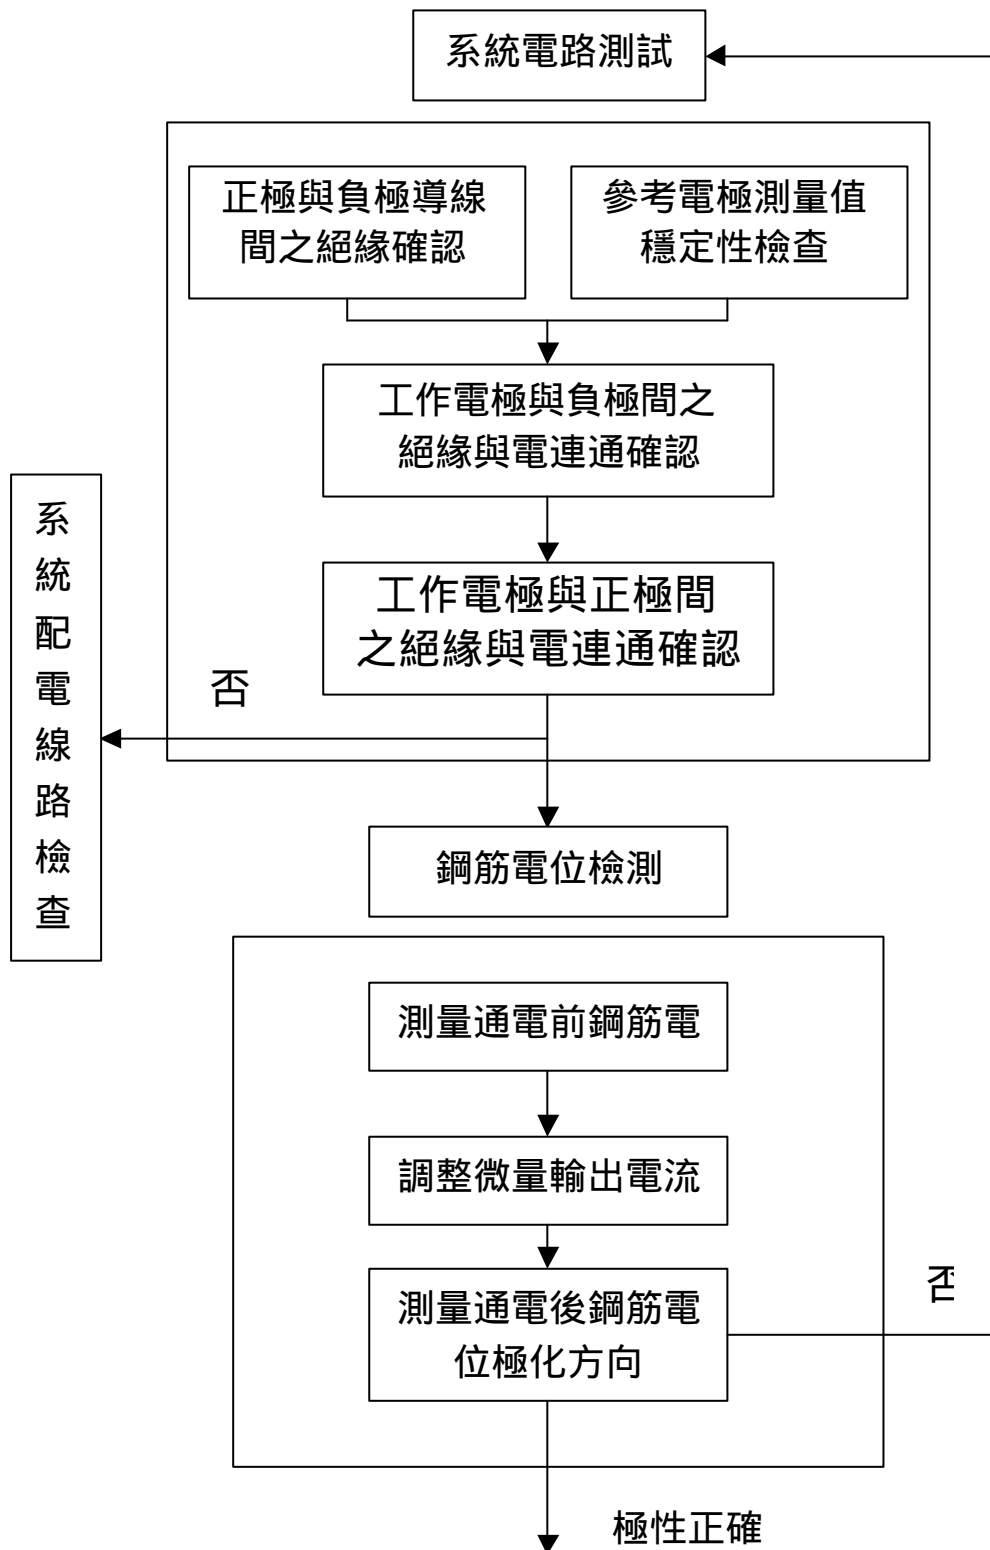 系統電路測試
正極與負極導線
間之絕緣確認
參考電極測量值
穩定性檢查
工作電極與負極間之
絕緣與電連通確認
工作電極與正極間
之絕緣與電連通確認
否
系統配電線路檢查
鋼筋電位檢測
測量通電前鋼筋電
調整微量輸出電流
測量通電後鋼筋電
位極化方向
否
極性正確